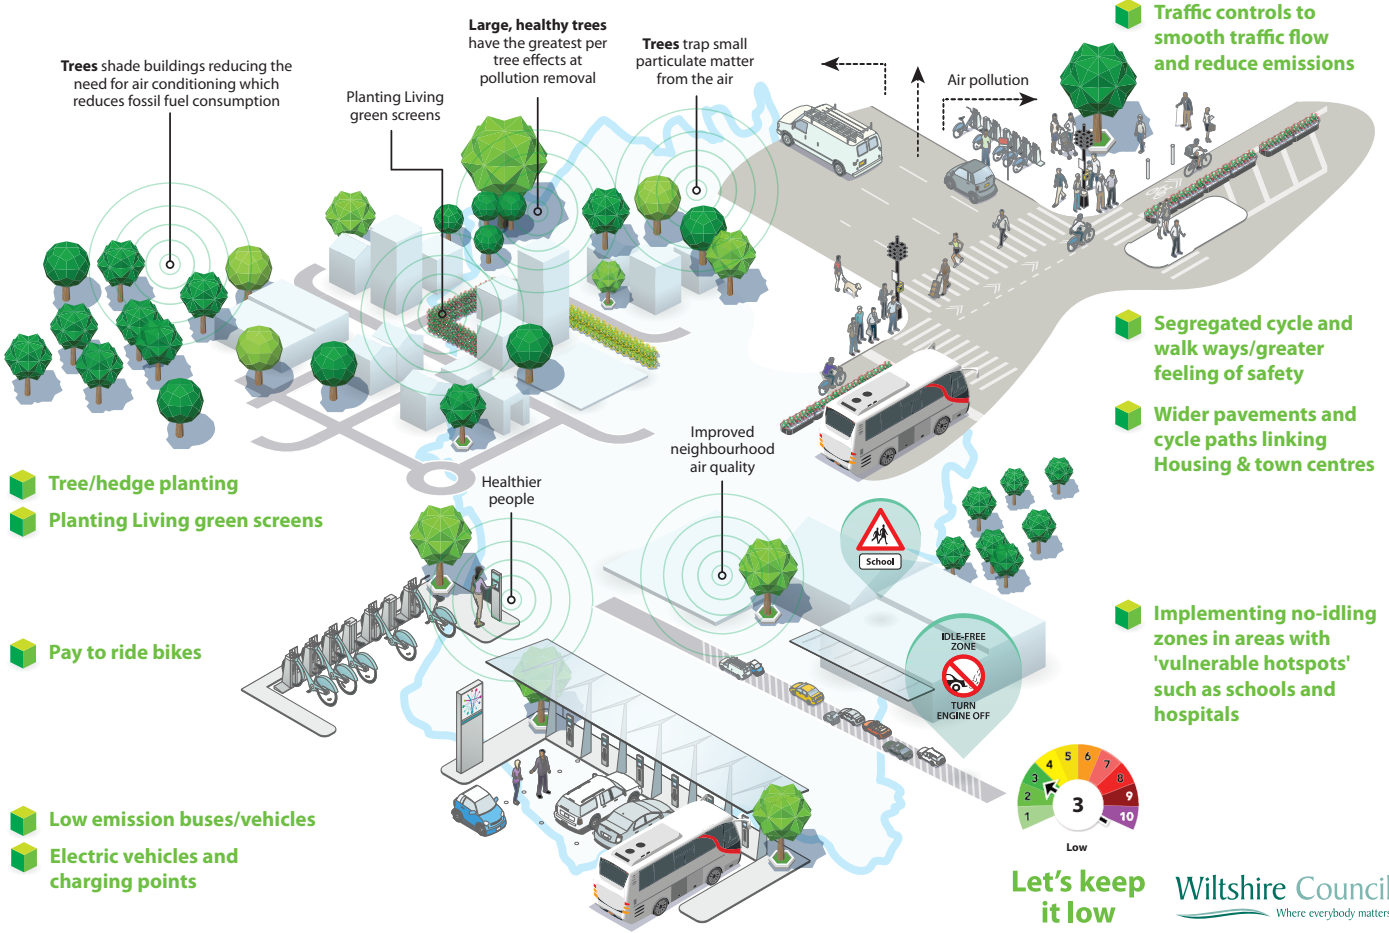 Large, healthy trees
have the greatest per
tree effects at
pollution removal
Trees trap small
particulate matter
from the air
Trees shade buildings reducing the
need for air conditioning which
reduces fossil fuel consumption
Planting Living
green screens
Air pollution
Traffic controls to
smooth traffic flow
and reduce emissions
Segregated cycle and
walk ways/greater
feeling of safety
Wider pavements and
cycle paths linking
Housing & town centres
Improved
neighbourhood
air quality
Healthier
people
Tree/hedge planting
Planting Living green screens
School
IDLE-FREE
ZONE
TURN
ENGINE OFF
Implementing no-idling
zones in areas with
'vulnerable hotspots'
such as schools and
hospitals
Pay to ride bikes
Low emission buses/vehicles
Electric vehicles and
charging points
1 2 3 4 5 6 7 8 9 10
3
Low
Let's keep
it low
Wiltshire Council
Where everybody matters